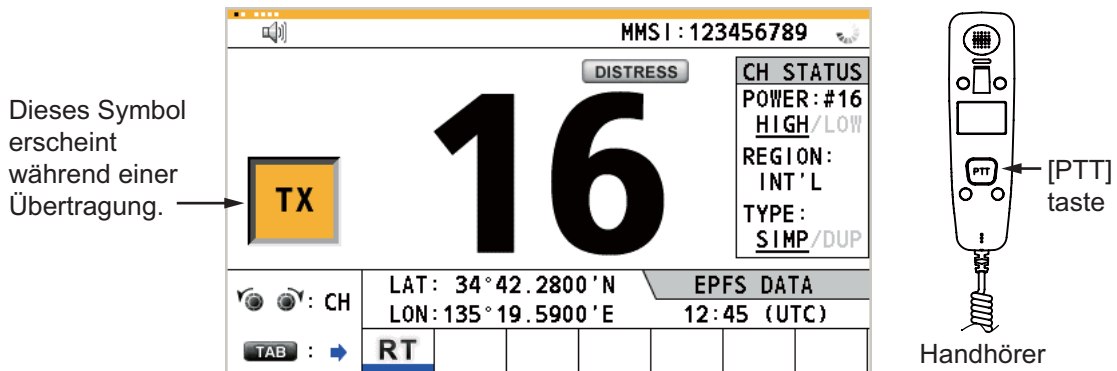 MMSI:123456789
DISTRESS
CH STATUS
POWER:#16
HIGH/LOW
REGION:
INT'L
TYPE:
SIMP/DUP
16
TX
Dieses Symbol
erscheint
während einer
Übertragung.
LAT: 34°42.2800'N
LON:135°19.5900'E
EPFS DATA
12:45 (UTC)
: CH
TAB : 
RT
PTT
[PTT]
taste
Handhörer